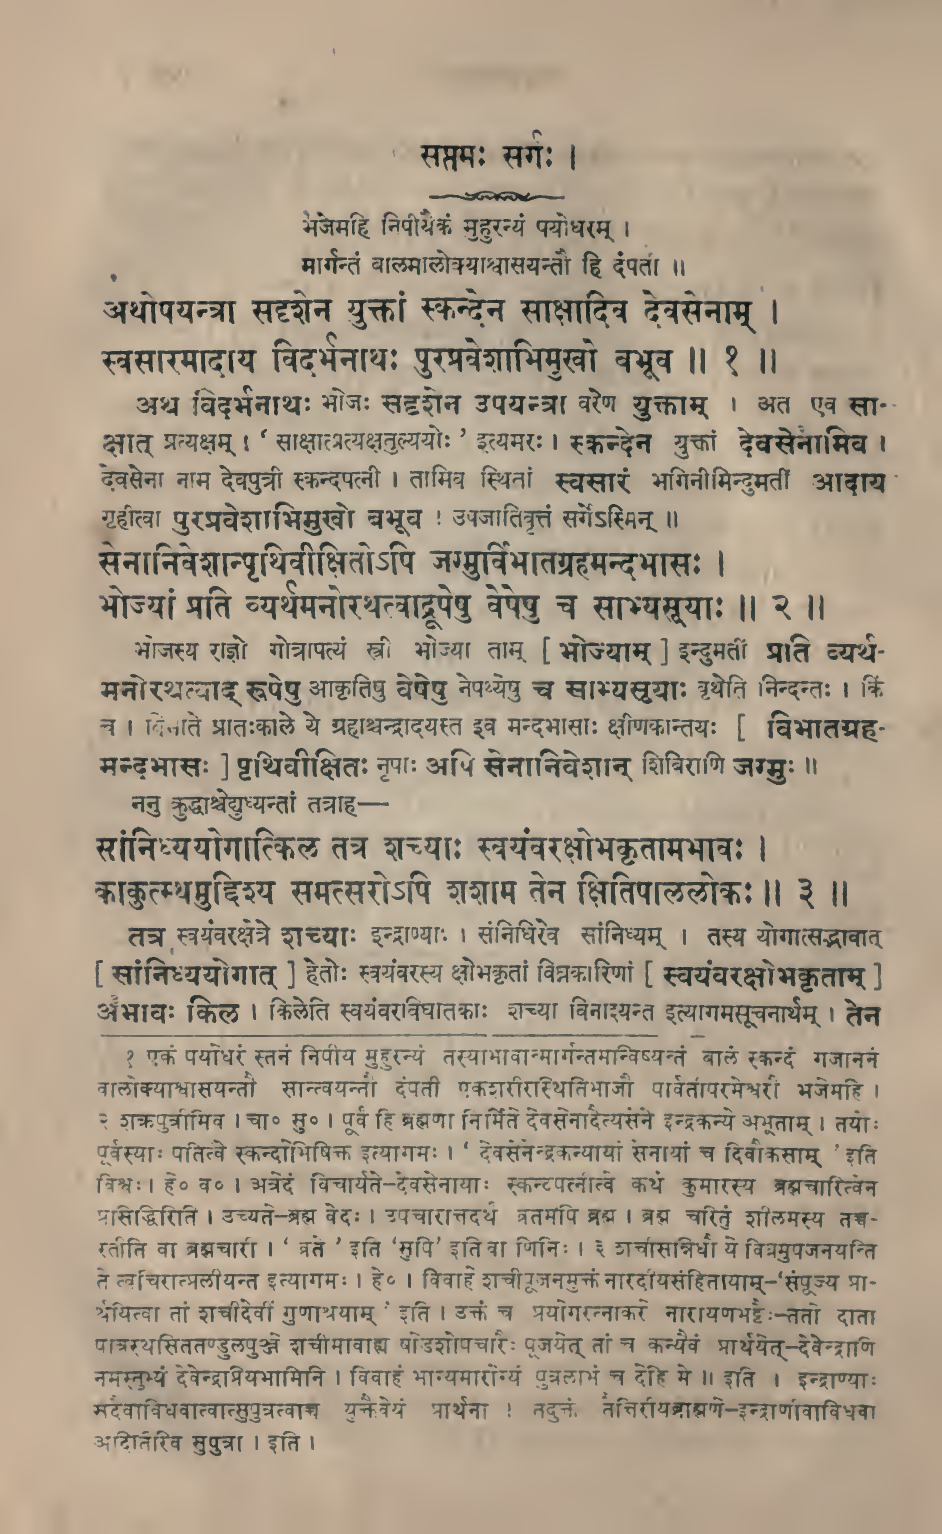 सप्तमः सर्गः ।
भजेमहि निपीयैकं मुहुरन्यं पयोधरम् ।
मार्गन्तं बालमालोक्याश्वासयन्तौ हि दंपती ॥
अथोपयन्त्रा सदृशेन युक्तां स्कन्देन साक्षादिव देवसेनाम् ।
स्वसारमादाय विदर्भनाथः पुरप्रवेशाभिमुखो बभूव ॥ १ ॥
अथ विदर्भनाथः भोजः सदृशेन उपयन्त्रा वरेण युक्ताम् । अत एव सा-
क्षात् प्रत्यक्षम् । ‘ साक्षात्प्रत्यक्षतुल्ययोः ’ इत्यमरः । स्कन्देन युक्तां देवसेनामिव ।
देवसेना नाम देवपुत्री स्कन्दपत्नी । तामिव स्थितां स्वसारं भगिनीमिन्दुमतीं आदाय
गृहीत्वा पुरप्रवेशाभिमुखो बभूव । उपजातिवृत्तं सर्गेऽस्मिन् ॥
सेनानिवेशान्पृथिवीक्षितोऽपि जग्मुर्विभातग्रहमन्दभासः ।
भोज्यां प्रति व्यर्थमनोरथत्वाद्रूपेषु वेषेषु च साभ्यसूयाः ॥ २ ॥
भोजस्य राज्ञो गोत्रापत्यं स्त्री भोज्या ताम् [ भोज्याम् ] इन्दुमतीं प्रति व्यर्थ-
मनोरथत्वाद् रूपेषु आकृतिषु वेषेषु नेपथ्येषु च साभ्यसूयाः वृथेति निन्दन्तः । किं
च । विभाते प्रातःकाले ये ग्रहाश्चन्द्रादयस्त इव मन्दभासः क्षीणकान्तयः [ विभातग्रह-
मन्दभासः ] पृथिवीक्षितः नृपाः अपि सेनानिवेशान् शिबिराणि जग्मुः ॥
ननु क्रुद्धाश्चेद्युध्यन्तां तत्राह—
सांनिध्ययोगात्किल तत्र शच्याः स्वयंवरक्षोभकृतामभावः ।
काकुत्स्थमुद्दिश्य समत्सरोऽपि शशाम तेन क्षितिपाललोकः ॥ ३ ॥
तत्र स्वयंवरक्षेत्रे शच्याः इन्द्राण्याः । संनिधिरेव सांनिध्यम् । तस्य योगात्सद्भावात्
[ सांनिध्ययोगात् ] हेतोः स्वयंवरस्य क्षोभकृतां विघ्नकारिणां [ स्वयंवरक्षोभकृताम् ]
अभावः किल । किलेति स्वयंवरविघातकाः शच्या विनाश्यन्त इत्यागमसूचनार्थम् । तेन
१ एकं पयोधरं स्तनं निपीय मुहुरन्यं तस्याभावान्मार्गन्तमन्विष्यन्तं बालं स्कन्दं गजाननं
वालोक्याश्वासयन्तौ सान्त्वयन्तौ दंपती एकशरीरस्थितिभाजौ पार्वतीपरमेश्वरौ भजेमहि ।
२ शक्रपुत्रीमिव । चा० सु० । पूर्वं हि ब्रह्मणा निर्मिते देवसेनादैत्यसेने इन्द्रकन्ये अभूताम् । तयोः
पूर्वस्याः पतित्वे स्कन्दोभिषिक्त इत्यागमः । ‘ देवसेनेन्द्रकन्यायां सेनायां च दिवौकसाम् ’ इति
विश्वः । हे० व० । अत्रेदं विचार्यते–देवसेनायाः स्कन्दपत्नीत्वे कथं कुमारस्य ब्रह्मचारित्वेन
प्रसिद्धिरिति । उच्यते–ब्रह्म वेदः । उपचारात्तदर्थं व्रतमपि ब्रह्म । ब्रह्म चरितुं शीलमस्य तच्च-
रतीति वा ब्रह्मचारी । ‘ व्रते ’ इति ‘सुपि’ इति वा णिनिः । ३ शचीसन्निधौ ये विघ्नमुपजनयन्ति
ते त्वचिरात्प्रलीयन्त इत्यागमः । हे० । विवाहे शचीपूजनमुक्तं नारदीयसंहितायाम्–‘संपूज्य प्रा-
र्थयित्वा तां शचीदेवीं गुणाश्रयाम् ’ इति । उक्तं च प्रयोगरत्नाकरे नारायणभट्टैः–ततो दाता
पात्रस्थसिततण्डुलपुञ्जे शचीमावाह्य षोडशोपचारैः पूजयेत् तां च कन्यैवं प्रार्थयेत्–देवेन्द्राणि
नमस्तुभ्यं देवेन्द्रप्रियभामिनि । विवाहं भाग्यमारोग्यं पुत्रलाभं च देहि मे ॥ इति । इन्द्राण्याः
सदैवाविधवात्वात्सुपुत्रत्वाच्च युक्तैवेयं प्रार्थना । तदुक्तं तैत्तिरीयब्राह्मणे–इन्द्राणीवाविधवा
अदितिरिव सुपुत्रा । इति ।